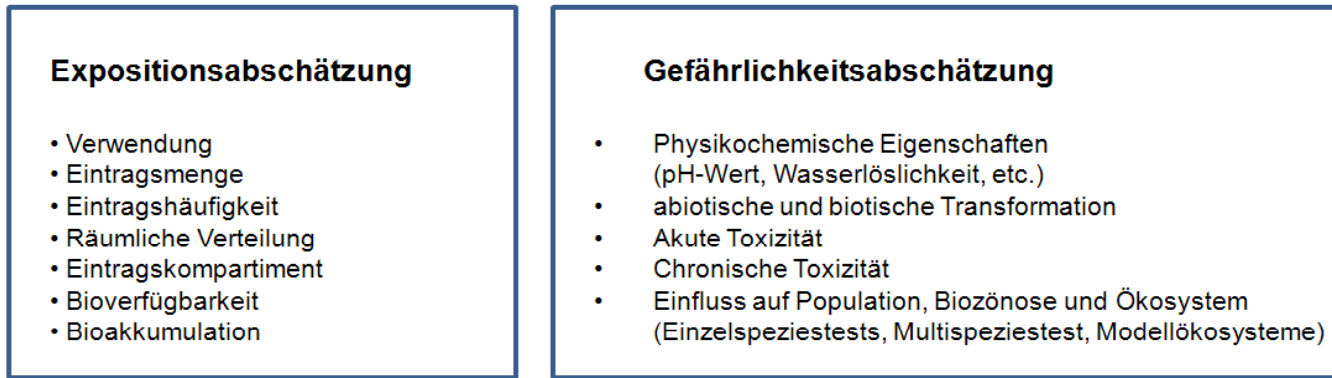 Expositionsabschätzung
• Verwendung
• Eintragsmenge
• Eintragshäufigkeit
• Räumliche Verteilung
• Eintragskompartiment
• Bioverfügbarkeit
• Bioakkumulation
Gefährlichkeitsabschätzung
• Physikochemische Eigenschaften
(pH-Wert, Wasserlöslichkeit, etc.)
• abiotische und biotische Transformation
• Akute Toxizität
• Chronische Toxizität
• Einfluss auf Population, Biozönose und Ökosystem
(Einzelspeziestests, Multispeziestest, Modellökosysteme)